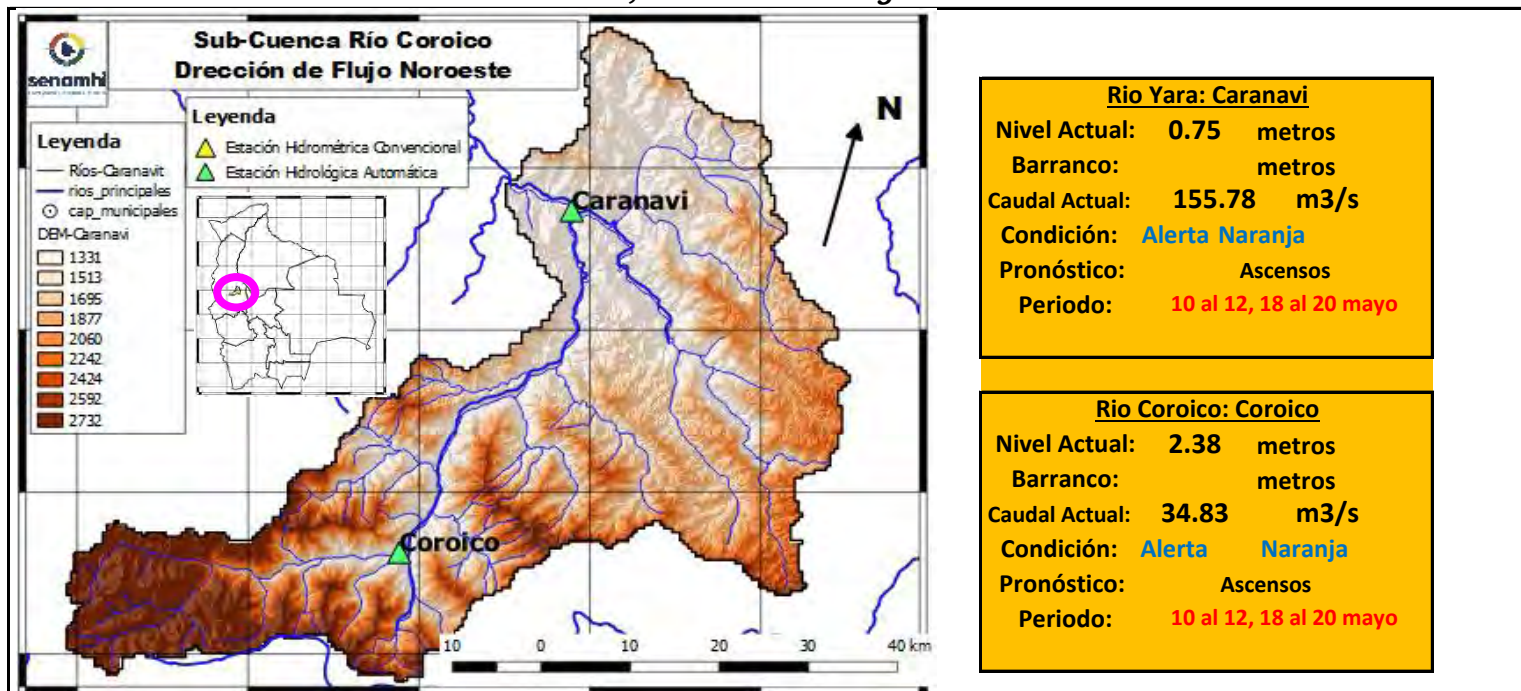 senamhi
Sub-Cuenca Río Coroico
Drección de Flujo Noroeste
Leyenda
Estación Hidrométrica Convencional
Estación Hidrológica Automática
Leyenda
Ríos-Caranavit
rios_principales
cap_municipales
DEM-Caranavi
1331
1513
1695
1877
2060
2242
2424
2592
2732
N
Caranavi
Coroico
10 0 10 20 30 40 km
Rio Yara: Caranavi
Nivel Actual: 0.75 metros
Barranco: metros
Caudal Actual: 155.78 m3/s
Condición: Alerta Naranja
Pronóstico: Ascensos
Periodo: 10 al 12, 18 al 20 mayo
Rio Coroico: Coroico
Nivel Actual: 2.38 metros
Barranco: metros
Caudal Actual: 34.83 m3/s
Condición: Alerta Naranja
Pronóstico: Ascensos
Periodo: 10 al 12, 18 al 20 mayo